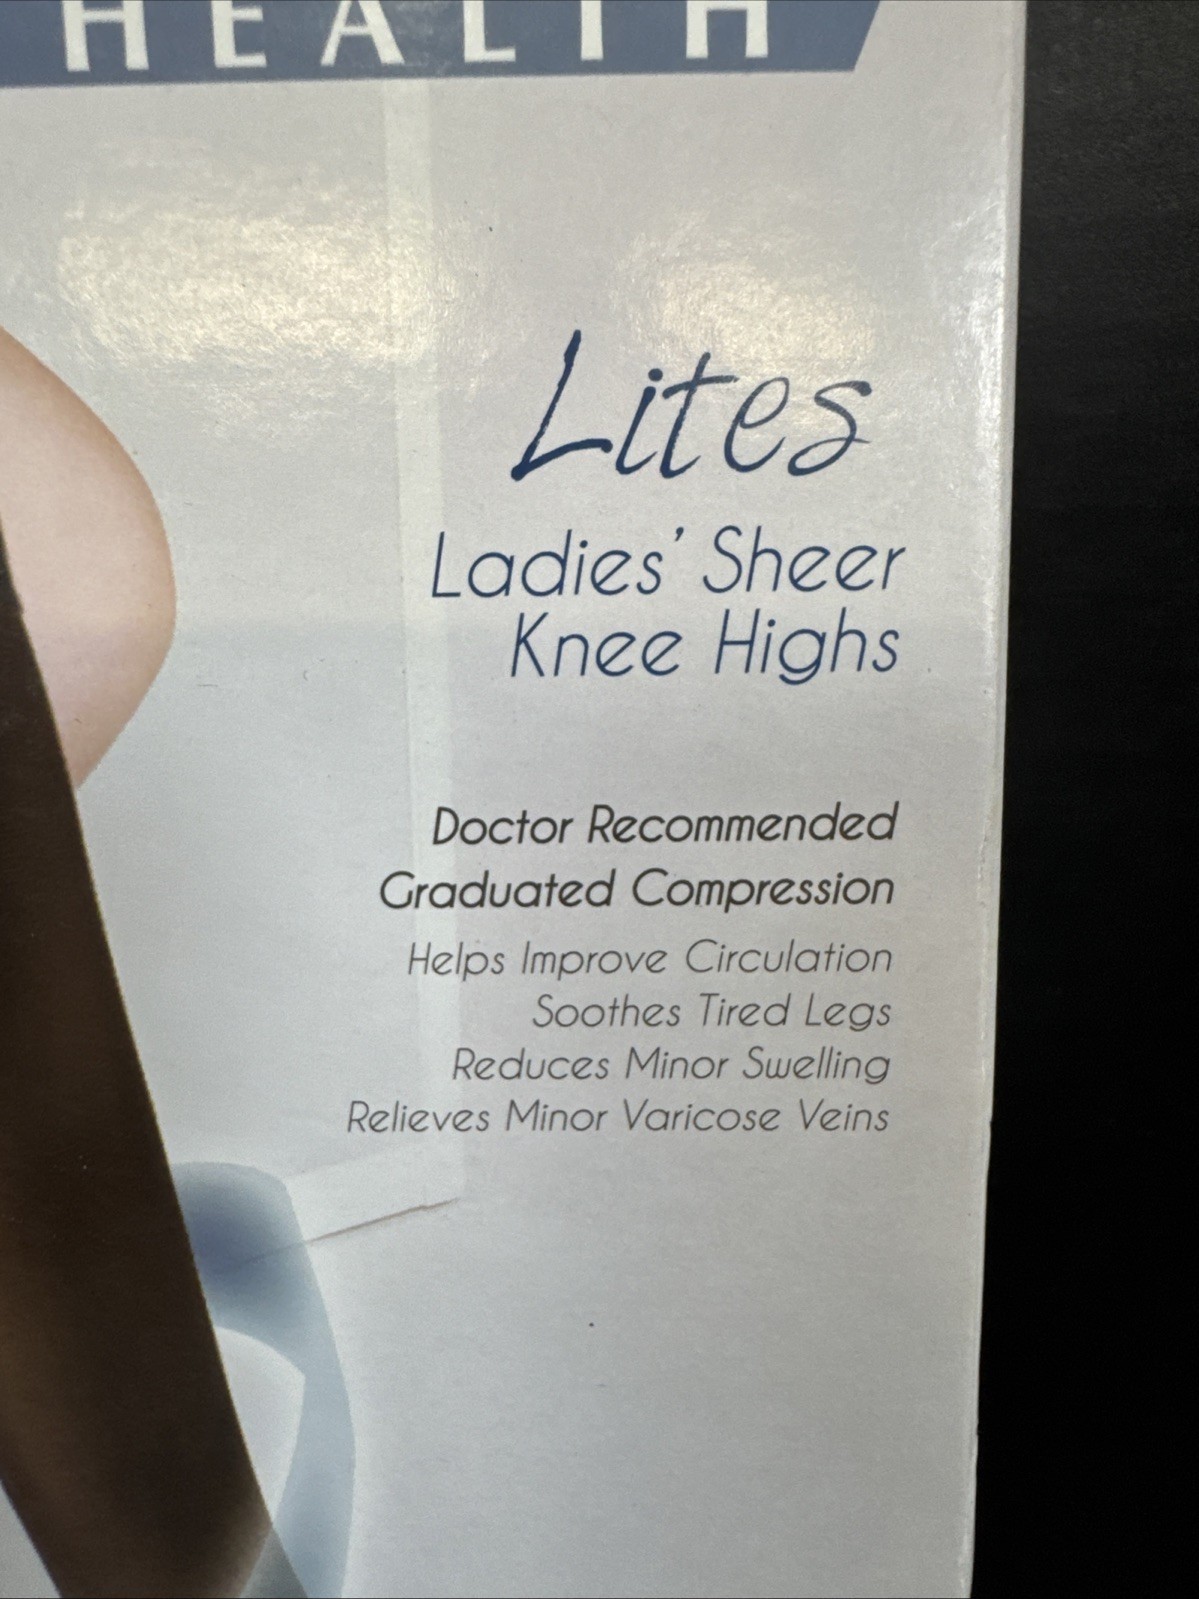 HEALTH
Lites
Ladies' Sheer
Knee Highs
Doctor Recommended
Graduated Compression
Helps Improve Circulation
Soothes Tired Legs
Reduces Minor Swelling
Relieves Minor Varicose Veins